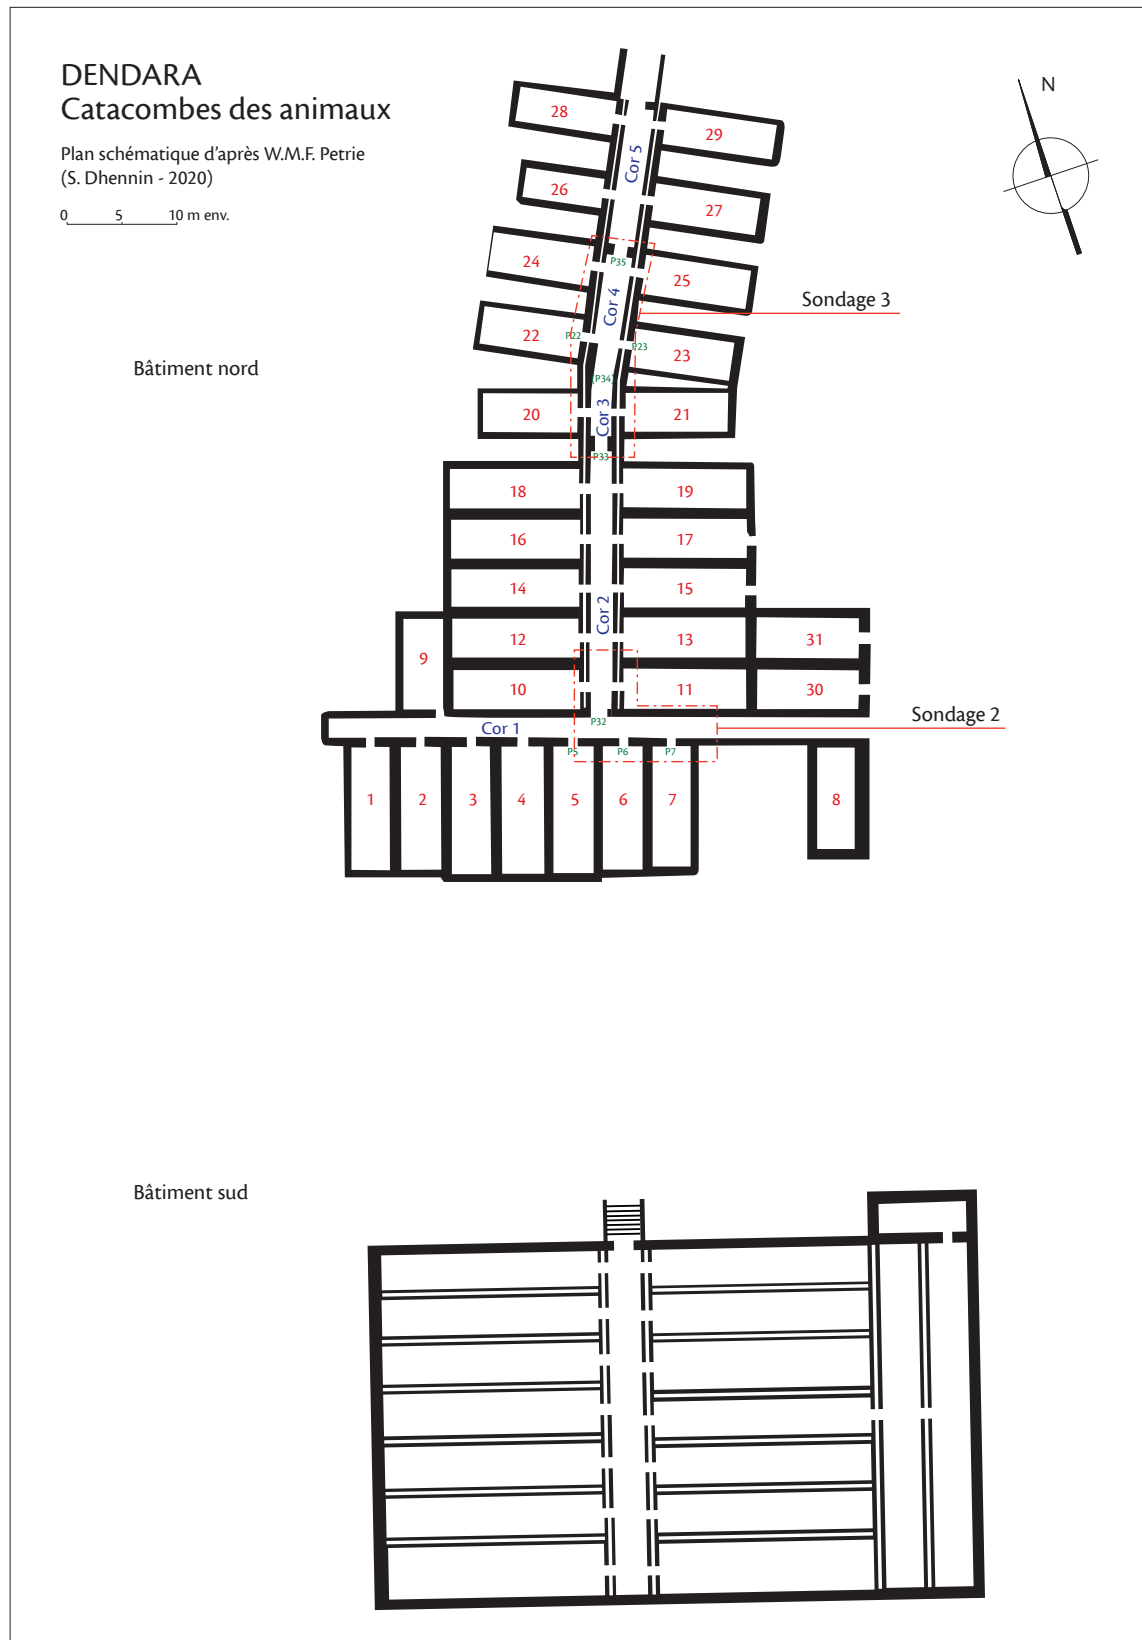 DENDARA
Catacombes des animaux
Plan schématique d'après W.M.F. Petrie
(S. Dhennin - 2020)
0 5 10 m env.
N
28
29
Cor 5
26
27
24
P35
25
Cor 4
Sondage 3
22
P22
P23
23
Bâtiment nord
(P34)
20
Cor 3
21
P33
18
19
16
17
14
15
Cor 2
12
13
31
9
10
11
30
Sondage 2
P32
Cor 1
P5
P6
P7
1
2
3
4
5
6
7
8
Bâtiment sud